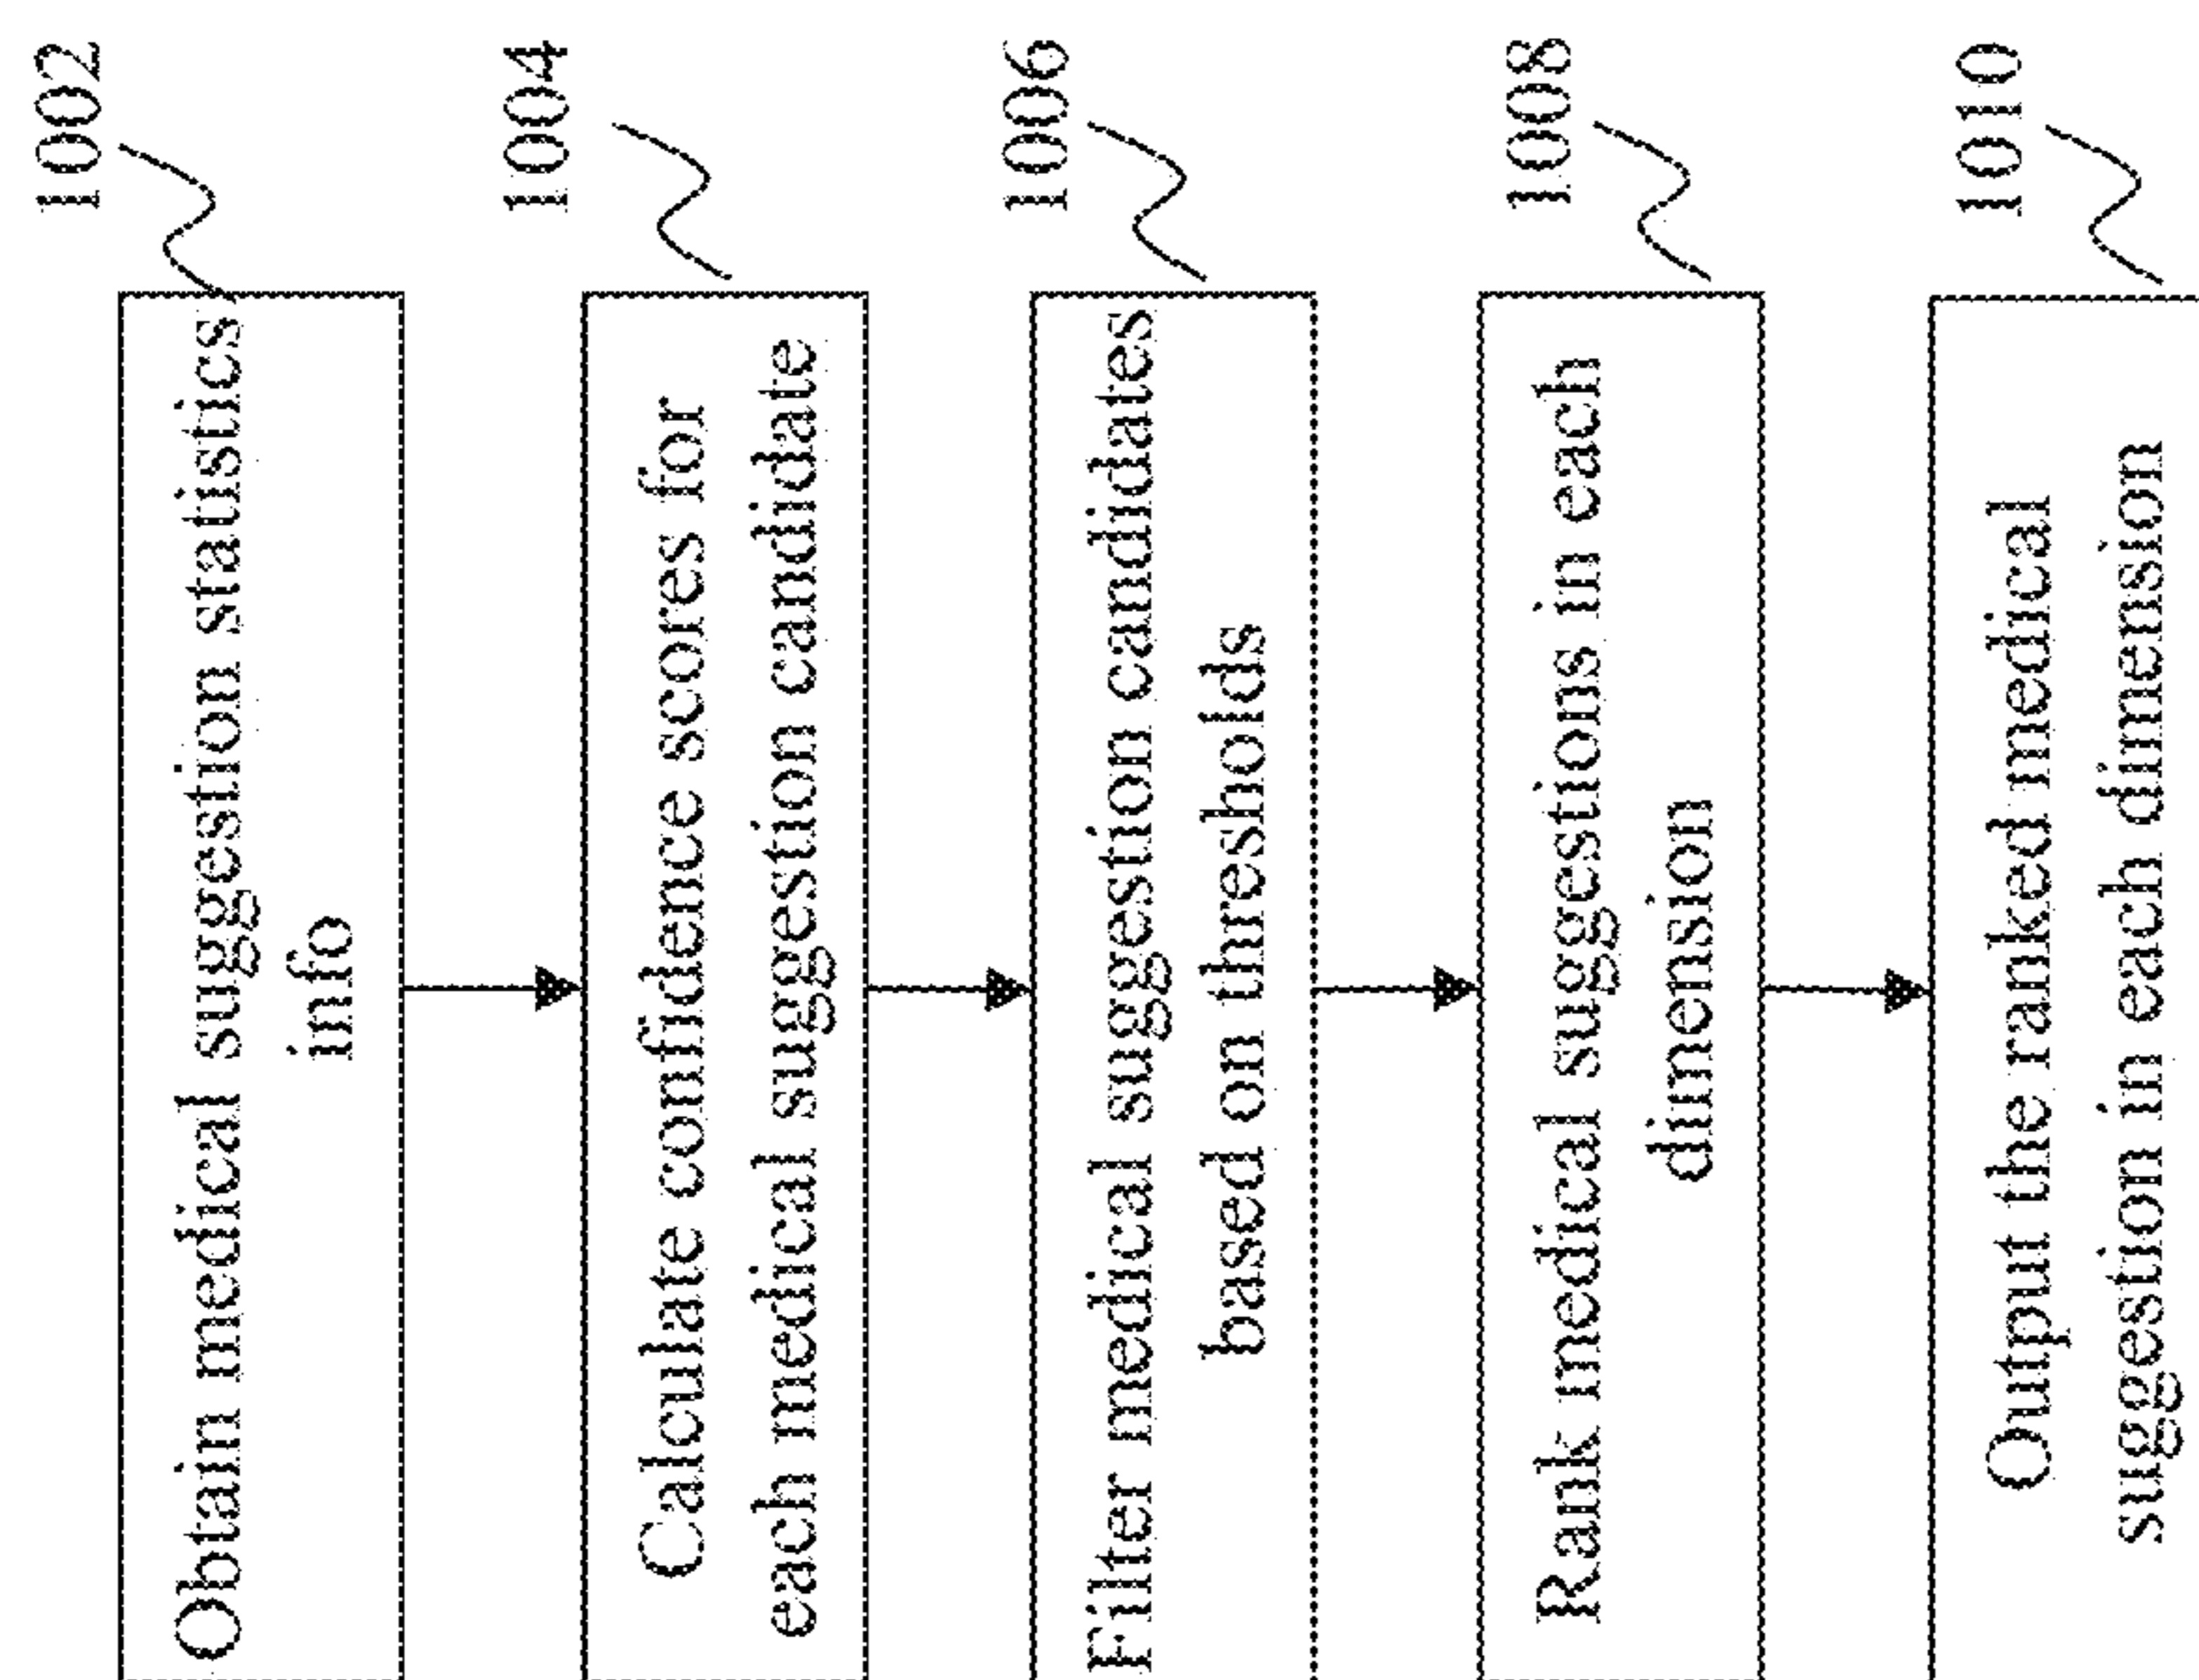 1002
Obtain medical suggestion statistics
info
1004
Calculate confidence scores for
each medical suggestion candidate
1006
Filter medical suggestion candidates
based on thresholds
1008
Rank medical suggestions in each
dimension
1010
Output the ranked medical
suggestion in each dimension